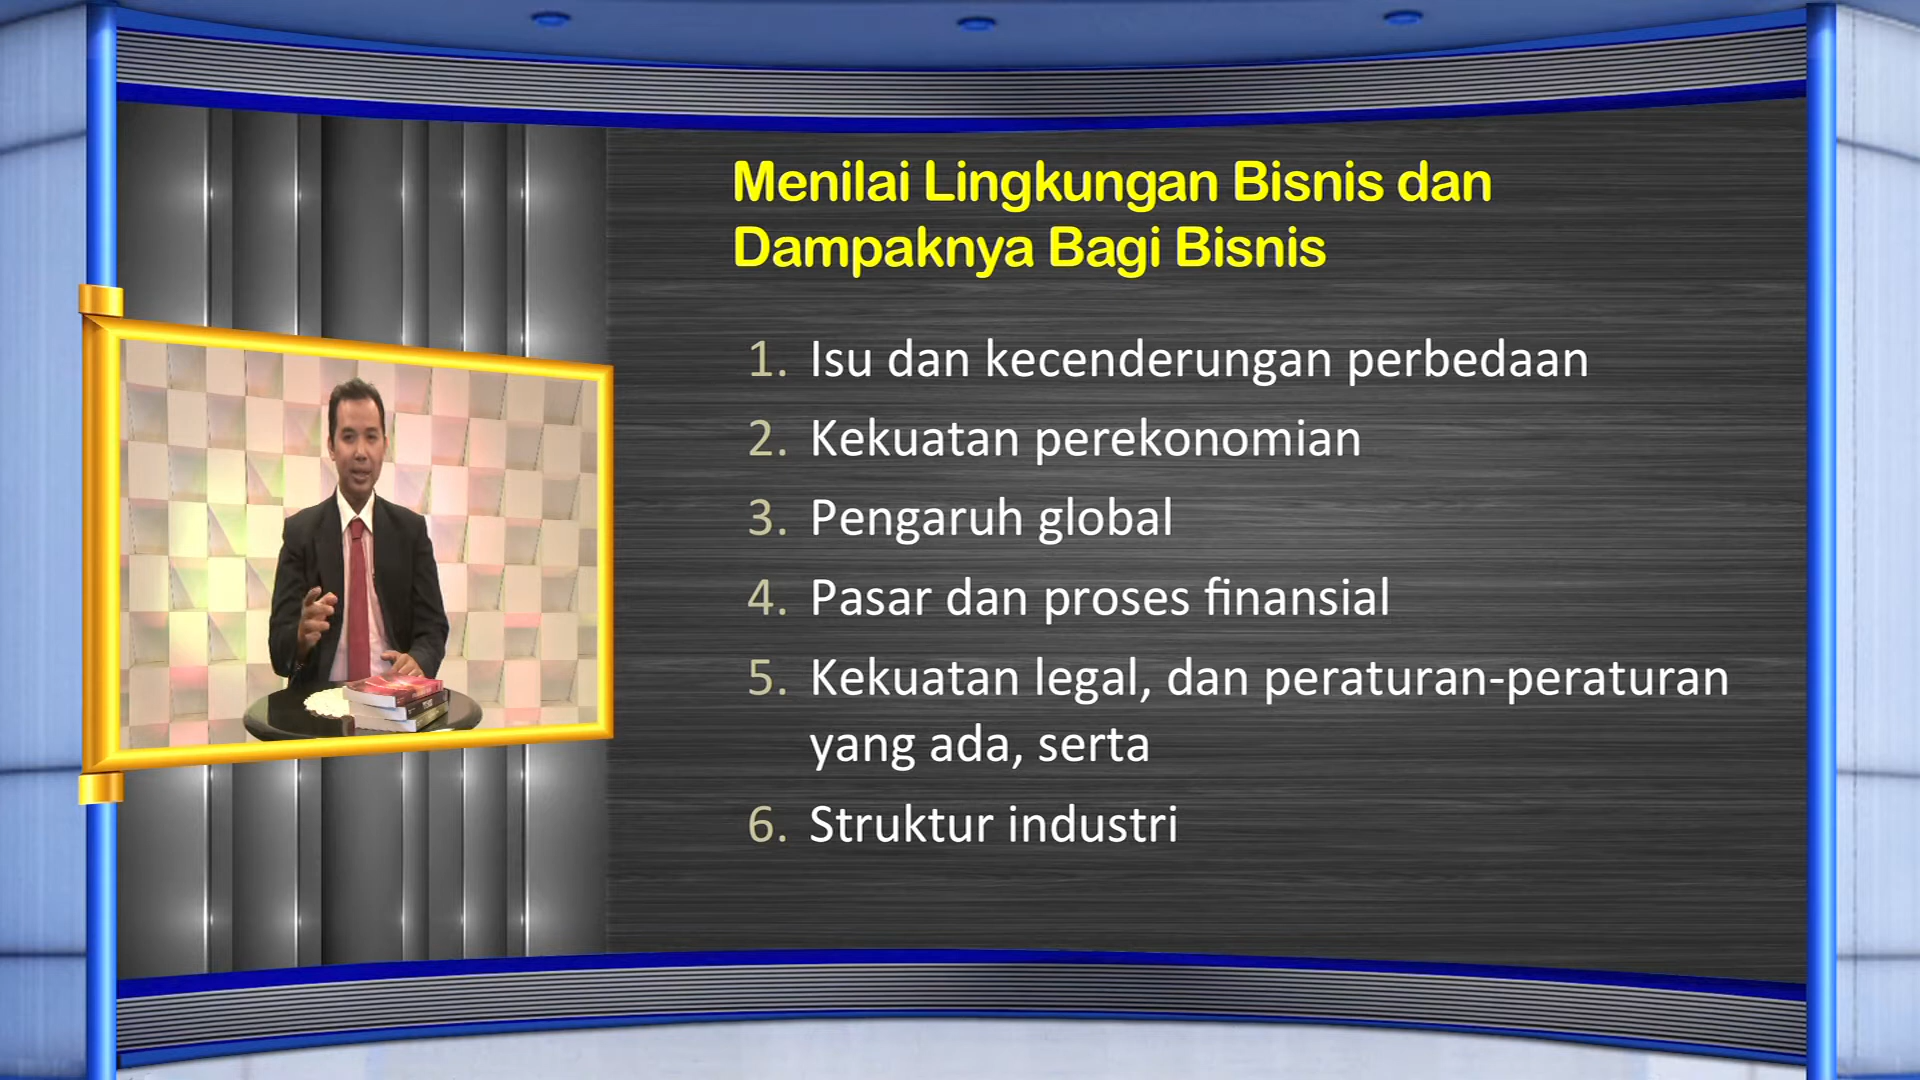 Menilai Lingkungan Bisnis dan
Dampaknya Bagi Bisnis
1. Isu dan kecenderungan perbedaan
2. Kekuatan perekonomian
3. Pengaruh global
4. Pasar dan proses finansial
5. Kekuatan legal, dan peraturan-peraturan
yang ada, serta
6. Struktur industri